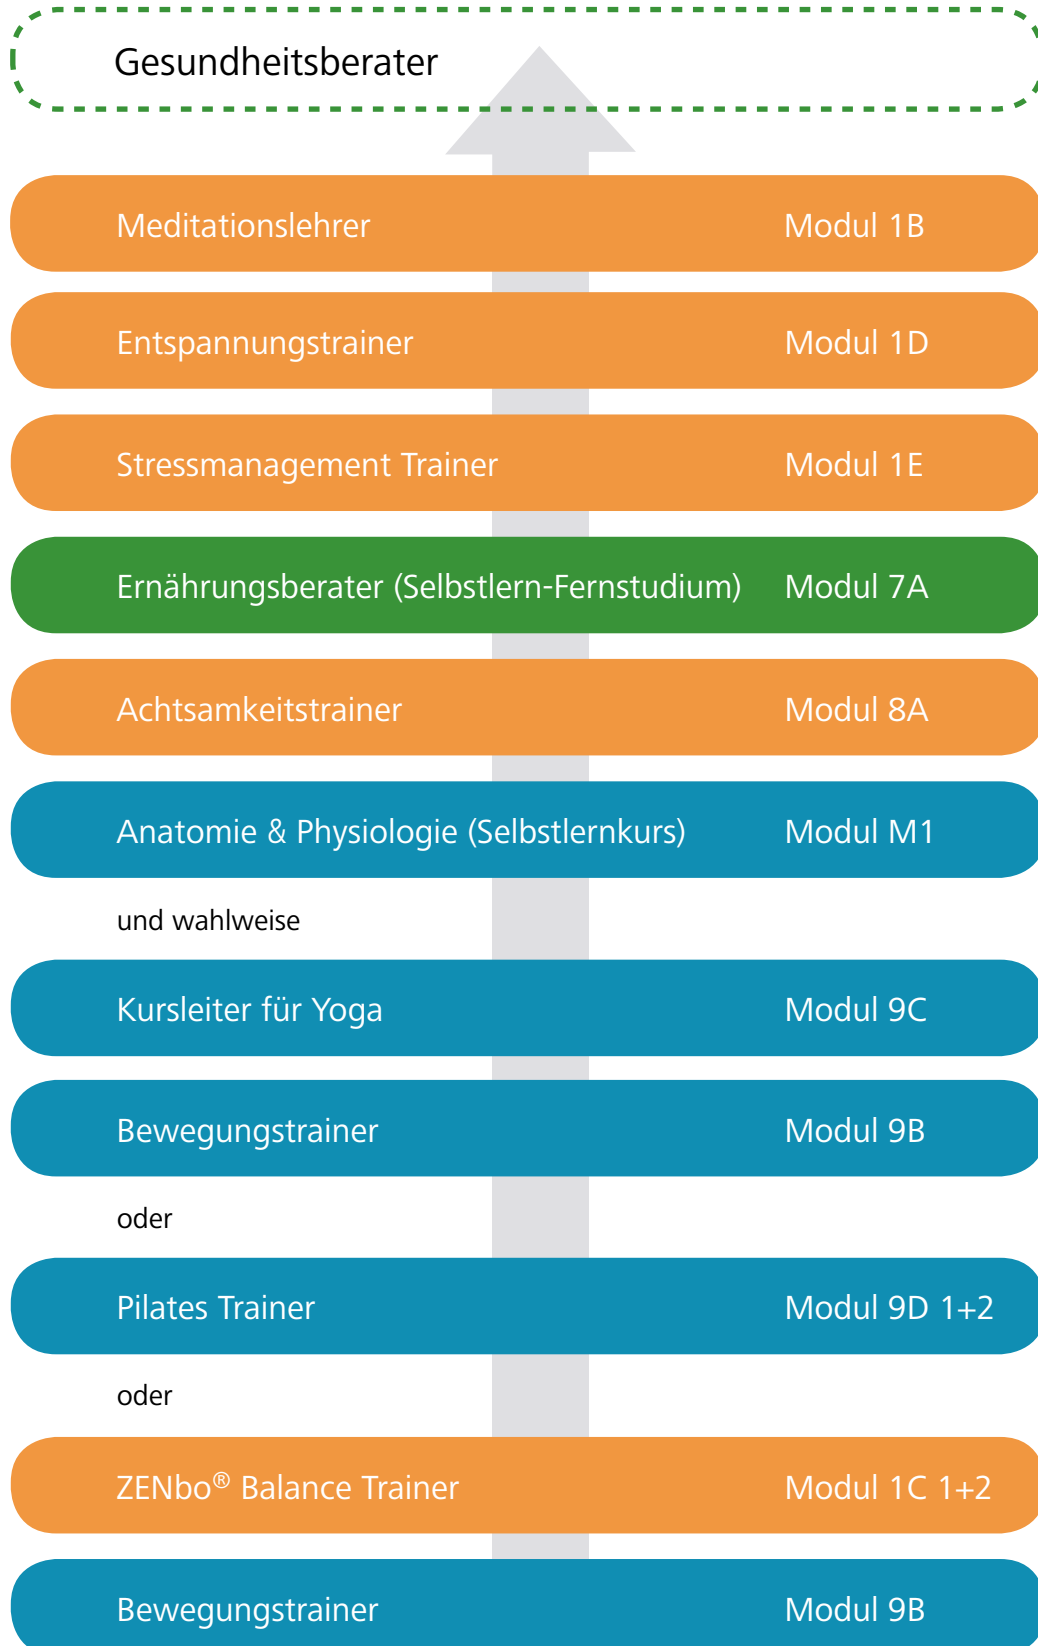 Gesundheitsberater
Meditationslehrer Modul 1B
Entspannungstrainer Modul 1D
Stressmanagement Trainer Modul 1E
Ernährungsberater (Selbstlern-Fernstudium) Modul 7A
Achtsamkeitstrainer Modul 8A
Anatomie & Physiologie (Selbstlernkurs) Modul M1
und wahlweise
Kursleiter für Yoga Modul 9C
Bewegungstrainer Modul 9B
oder
Pilates Trainer Modul 9D 1+2
oder
ZENbo® Balance Trainer Modul 1C 1+2
Bewegungstrainer Modul 9B